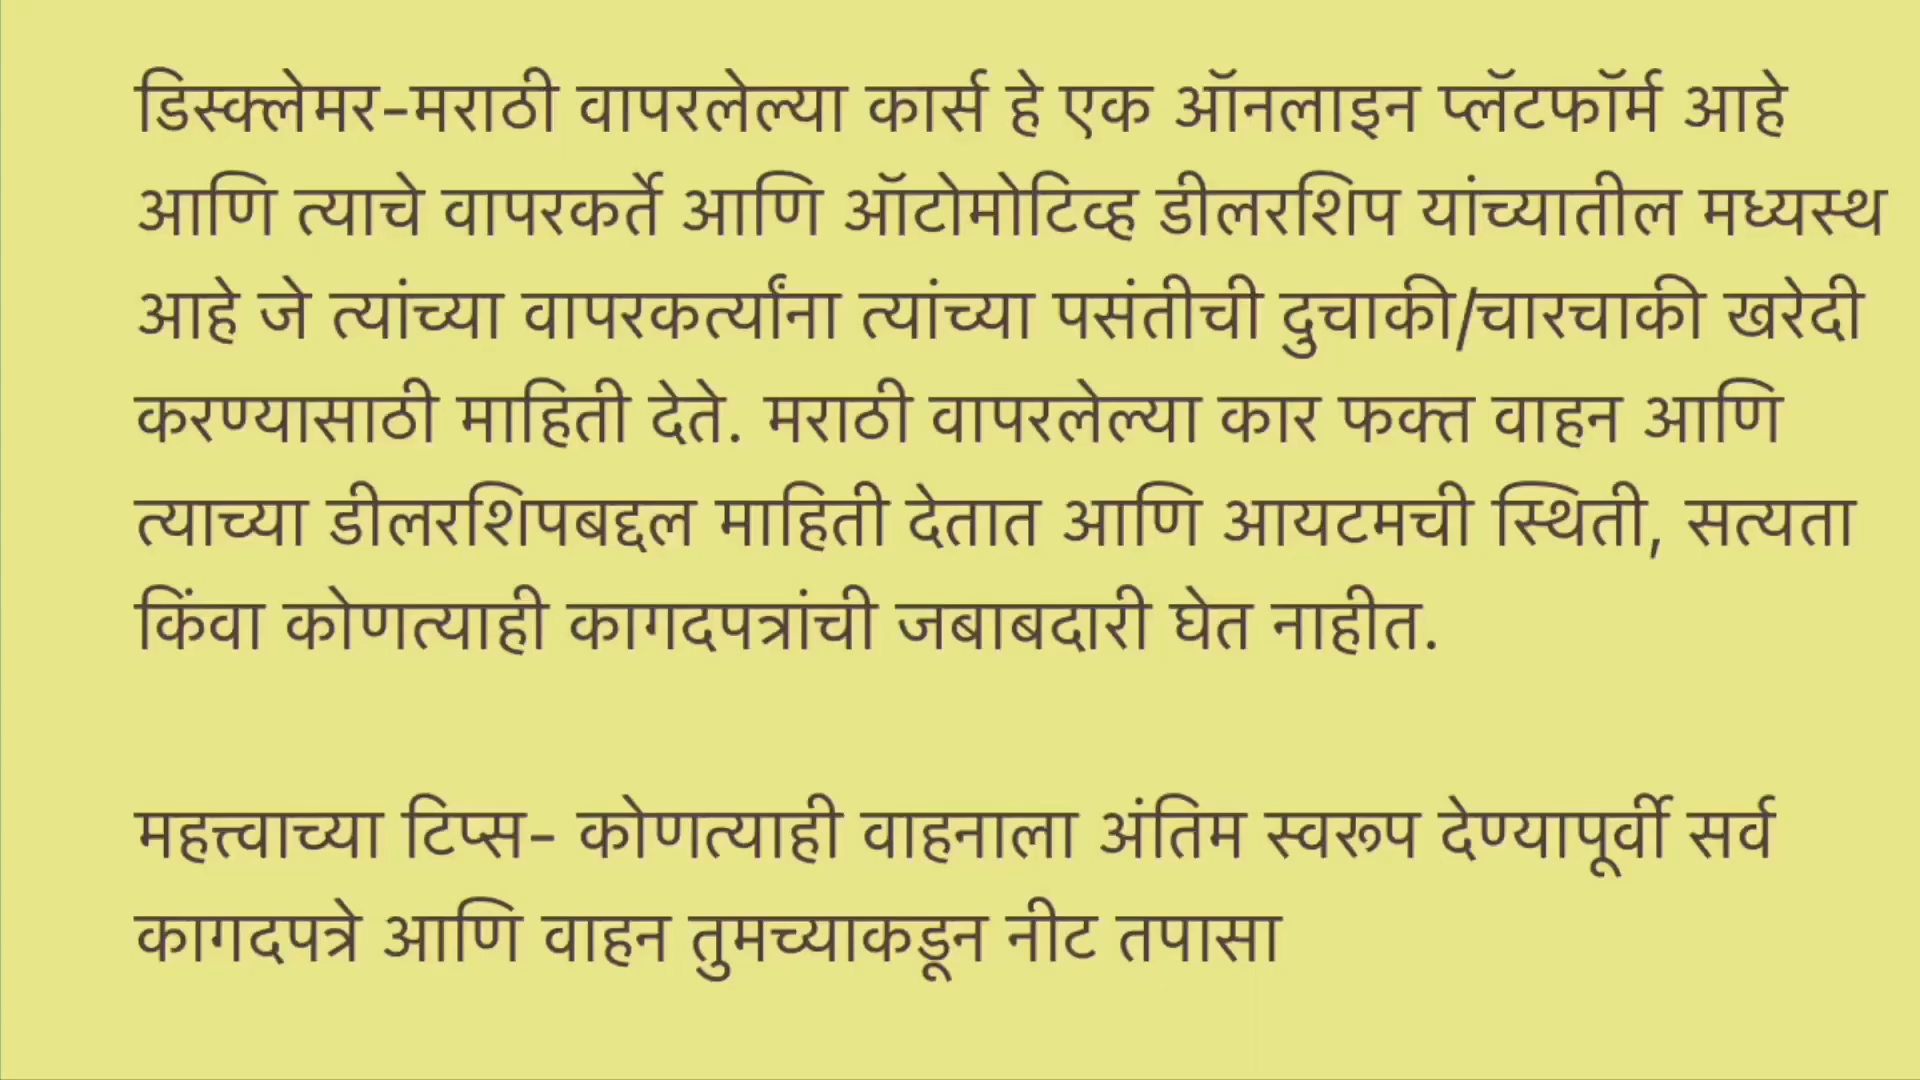 डिस्क्लेमर-मराठी वापरलेल्या कार्स हे एक ऑनलाइन प्लॅटफॉर्म आहे
आणि त्याचे वापरकर्ते आणि ऑटोमोटिव्ह डीलरशिप यांच्यातील मध्यस्थ
आहे जे त्यांच्या वापरकर्त्यांना त्यांच्या पसंतीची दुचाकी/चारचाकी खरेदी
करण्यासाठी माहिती देते. मराठी वापरलेल्या कार फक्त वाहन आणि
त्याच्या डीलरशिपबद्दल माहिती देतात आणि आयटमची स्थिती, सत्यता
किंवा कोणत्याही कागदपत्रांची जबाबदारी घेत नाहीत.
महत्त्वाच्या टिप्स- कोणत्याही वाहनाला अंतिम स्वरूप देण्यापूर्वी सर्व
कागदपत्रे आणि वाहन तुमच्याकडून नीट तपासा